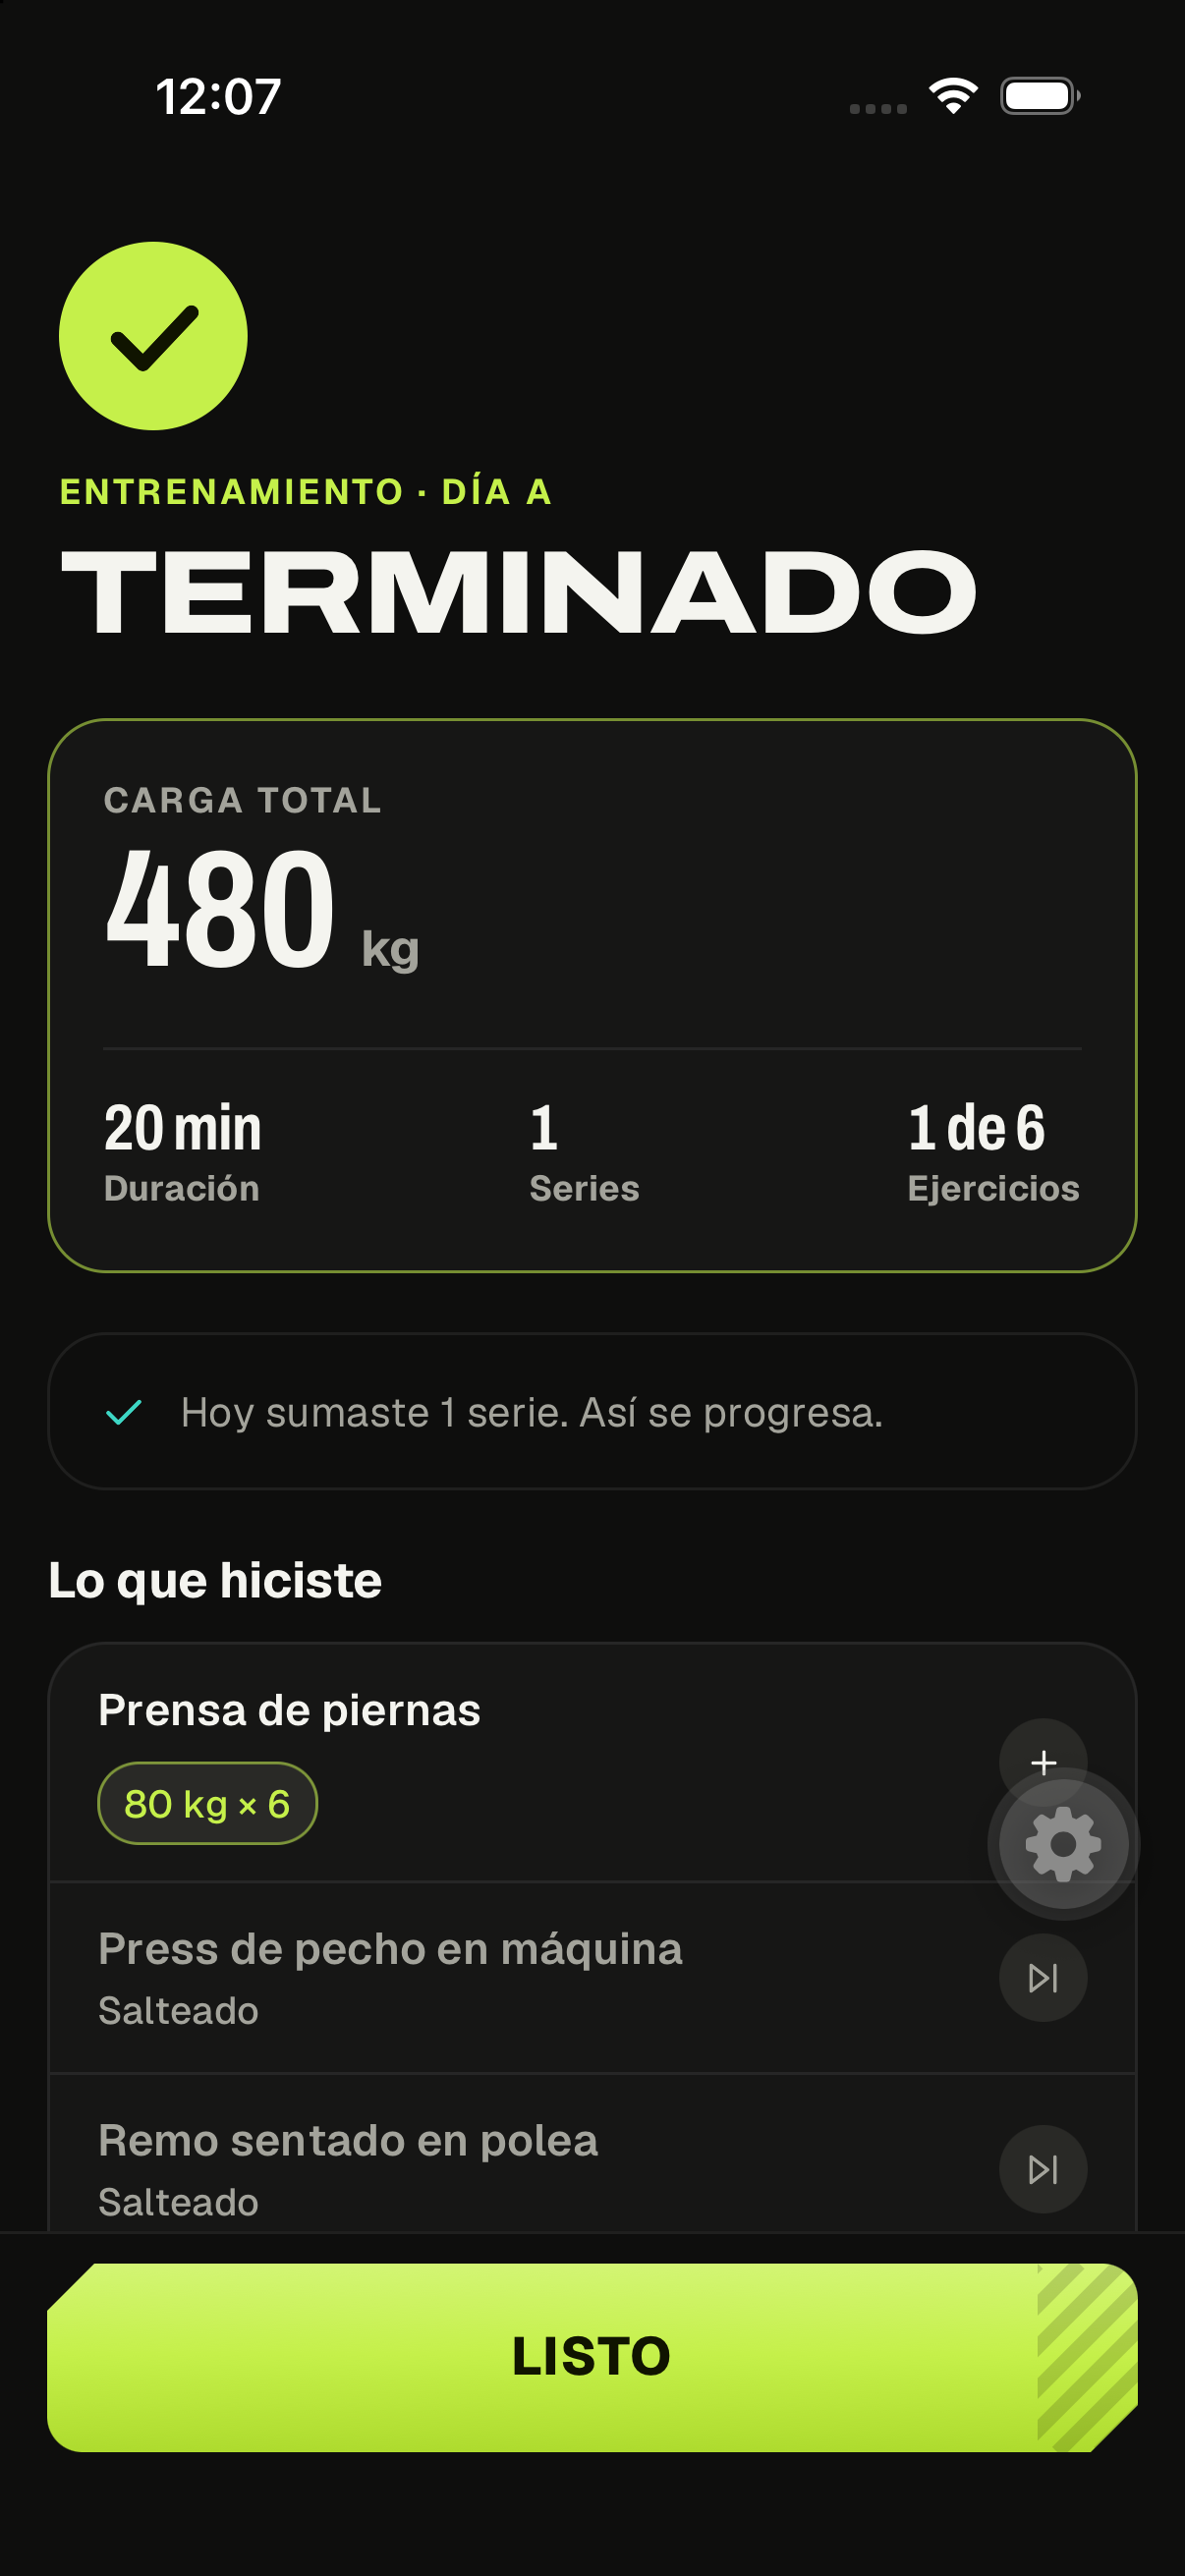 12:07
ENTRENAMIENTO · DÍA A
TERMINADO
CARGA TOTAL
480 kg
20 min 1 1 de 6
Duración Series Ejercicios
Hoy sumaste 1 serie. Así se progresa.
Lo que hiciste
Prensa de piernas
80 kg × 6
Press de pecho en máquina
Salteado
Remo sentado en polea
Salteado
LISTO